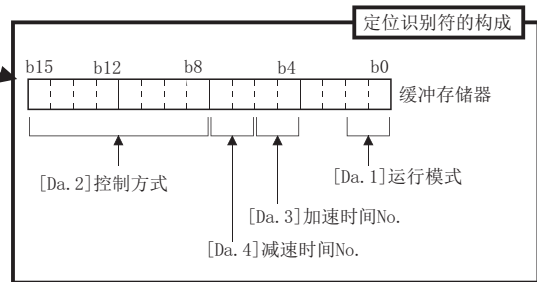 定位识别符的构成
b15 b12 b8 b4 b0
缓冲存储器
[Da.2]控制方式
[Da.1]运行模式
[Da.3]加速时间No.
[Da.4]减速时间No.